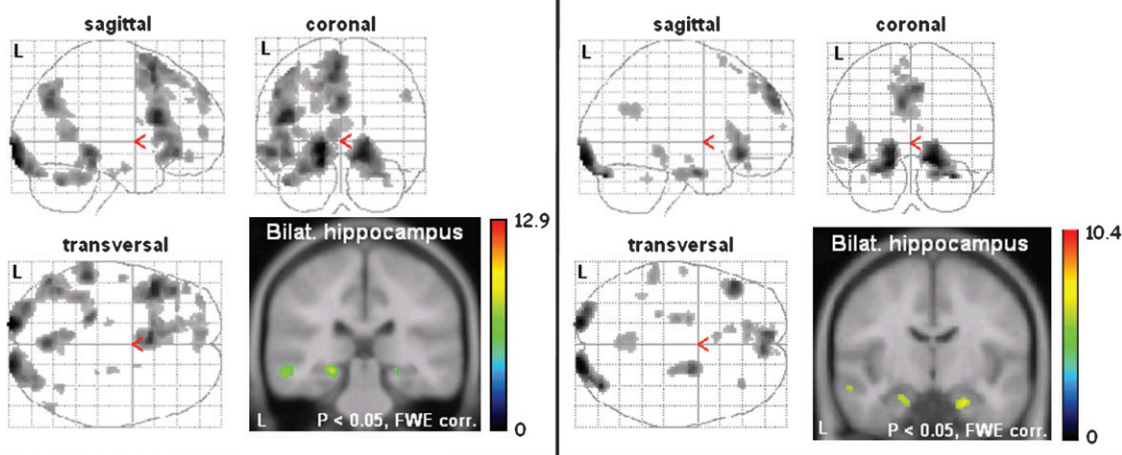 sagittal
coronal
L
L
transversal
L
Bilat. hippocampus
12.9
L
P < 0.05, FWE corr.
0
sagittal
coronal
L
L
transversal
L
Bilat. hippocampus
10.4
L
P < 0.05, FWE corr.
0